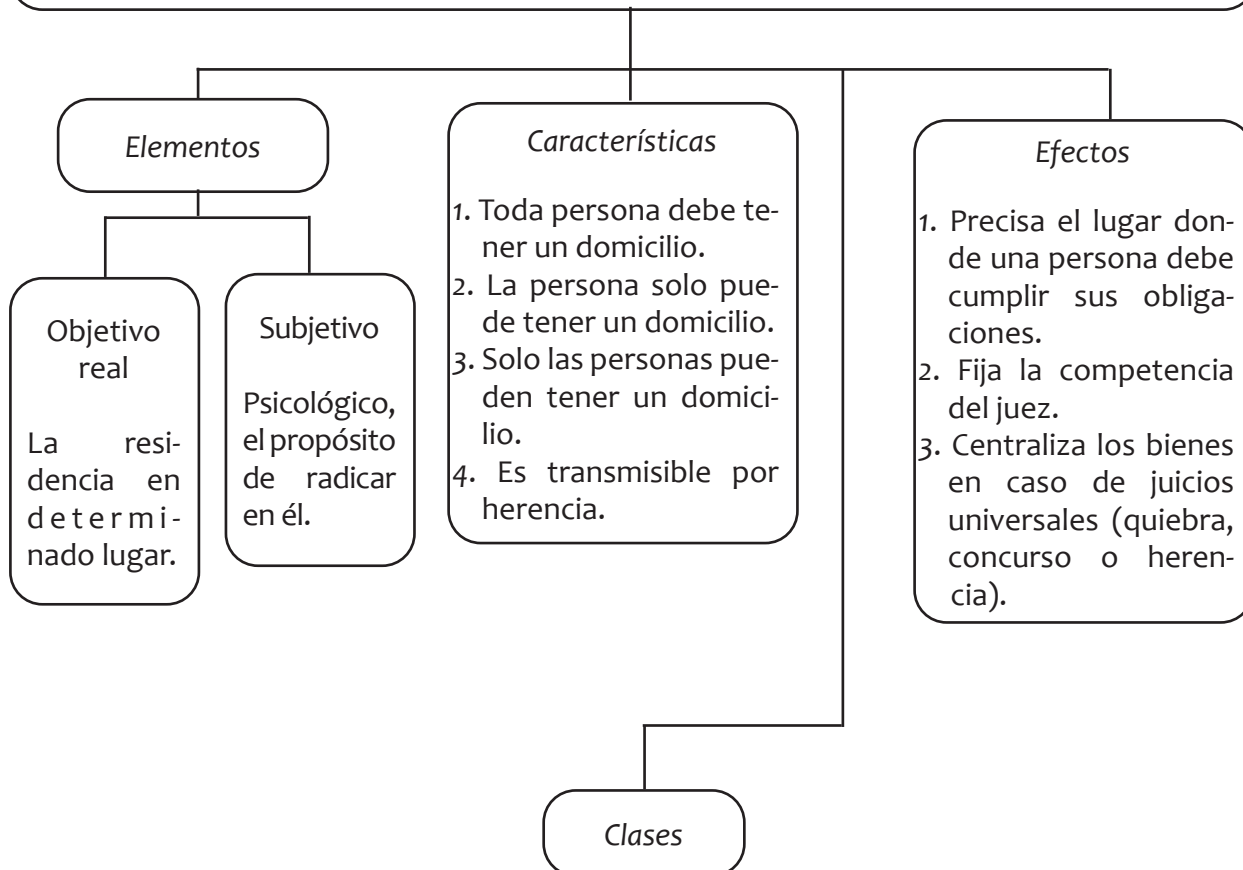 Elementos
Objetivo
real
La resi-
dencia en
determi-
nado lugar.
Subjetivo
Psicológico,
el propósito
de radicar
en él.
Características
1. Toda persona debe te-
ner un domicilio.
2. La persona solo pue-
de tener un domicilio.
3. Solo las personas pue-
den tener un domici-
lio.
4. Es transmisible por
herencia.
Efectos
1. Precisa el lugar don-
de una persona debe
cumplir sus obliga-
ciones.
2. Fija la competencia
del juez.
3. Centraliza los bienes
en caso de juicios
universales (quiebra,
concurso o heren-
cia).
Clases